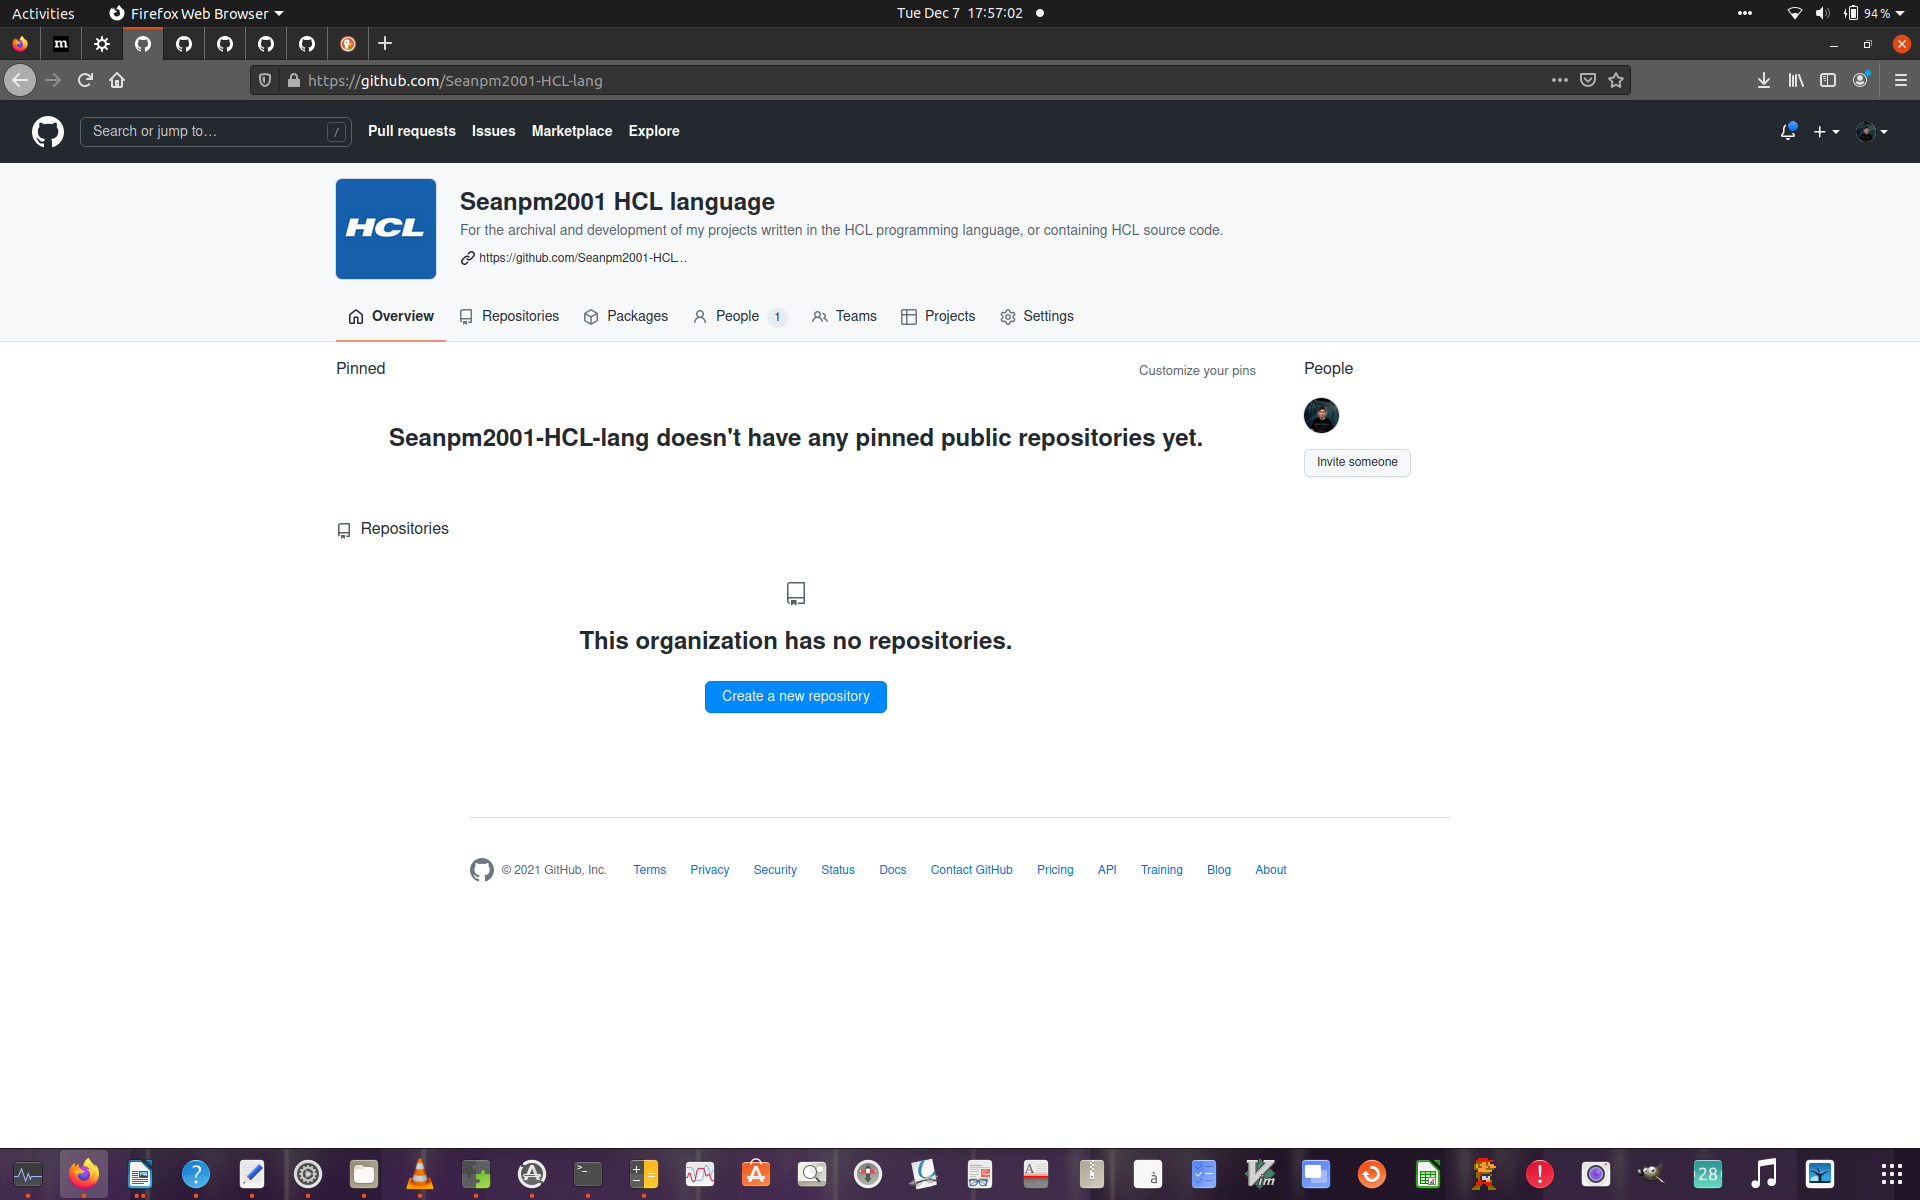 Activities Firefox Web Browser Tue Dec 7 17:57:02 94 %
m
https://github.com/Seanpm2001-HCL-lang
Search or jump to… / Pull requests Issues Marketplace Explore
HCL
Seanpm2001 HCL language
For the archival and development of my projects written in the HCL programming language, or containing HCL source code.
https://github.com/Seanpm2001-HCL…
Overview Repositories Packages People 1 Teams Projects Settings
Pinned Customize your pins People
Seanpm2001-HCL-lang doesn't have any pinned public repositories yet.
Invite someone
Repositories
This organization has no repositories.
Create a new repository
© 2021 GitHub, Inc. Terms Privacy Security Status Docs Contact GitHub Pricing API Training Blog About
? >_ A à Vim ! 28